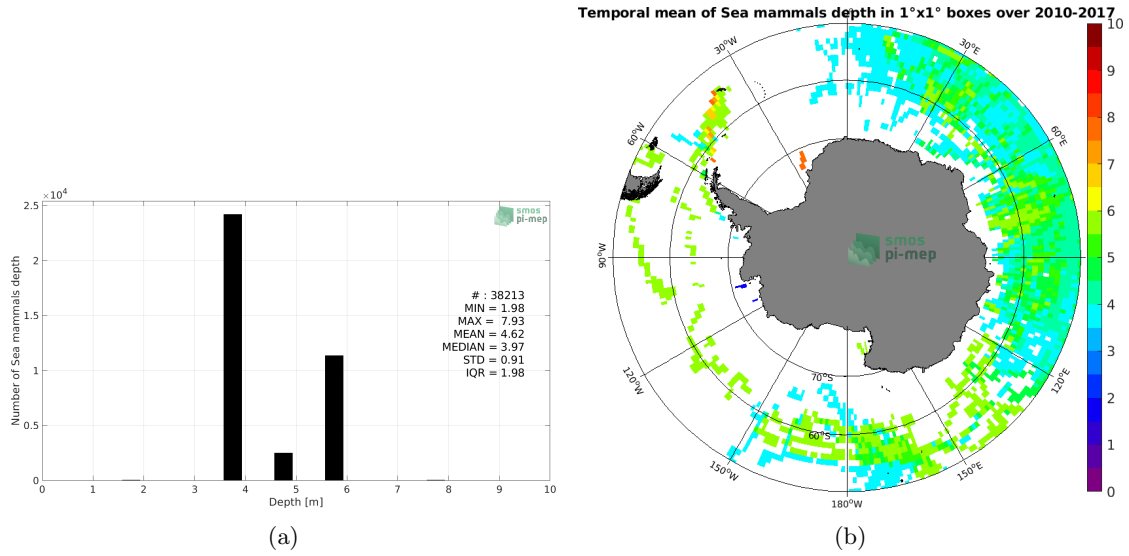 Temporal mean of Sea mammals depth in 1°x1° boxes over 2010-2017
×10⁴
2.5
2
1.5
1
0.5
0
Number of Sea mammals depth
smos
pi-mep
# : 38213
MIN = 1.98
MAX = 7.93
MEAN = 4.62
MEDIAN = 3.97
STD = 0.91
IQR = 1.98
0 1 2 3 4 5 6 7 8 9 10
Depth [m]
(a)
0°
30°W
30°E
60°W
60°E
90°W
smos
pi-mep
120°W
120°E
70°S
60°S
150°W
150°E
180°W
10
9
8
7
6
5
4
3
2
1
0
(b)